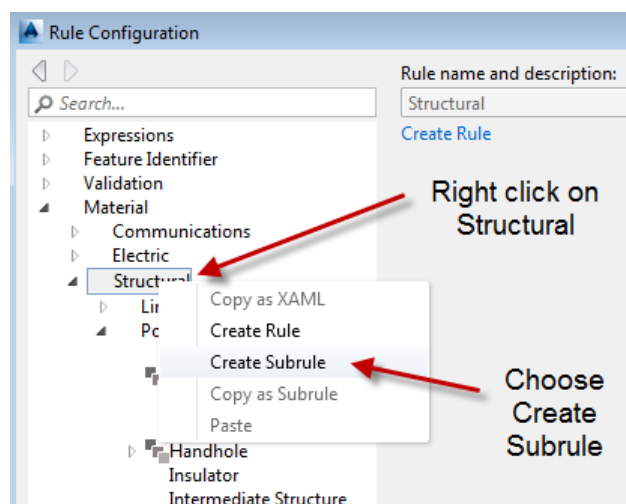 Rule Configuration
Search...
Expressions
Feature Identifier
Validation
Material
Communications
Electric
Structural
Lir
Po
Handhole
Insulator
Intermediate Structure
Copy as XAML
Create Rule
Create Subrule
Copy as Subrule
Paste
Rule name and description:
Structural
Create Rule
Right click on
Structural
Choose
Create
Subrule